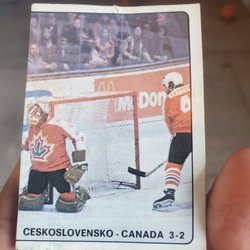 McDon
CESKOSLOVENSKO - CANADA 3-2